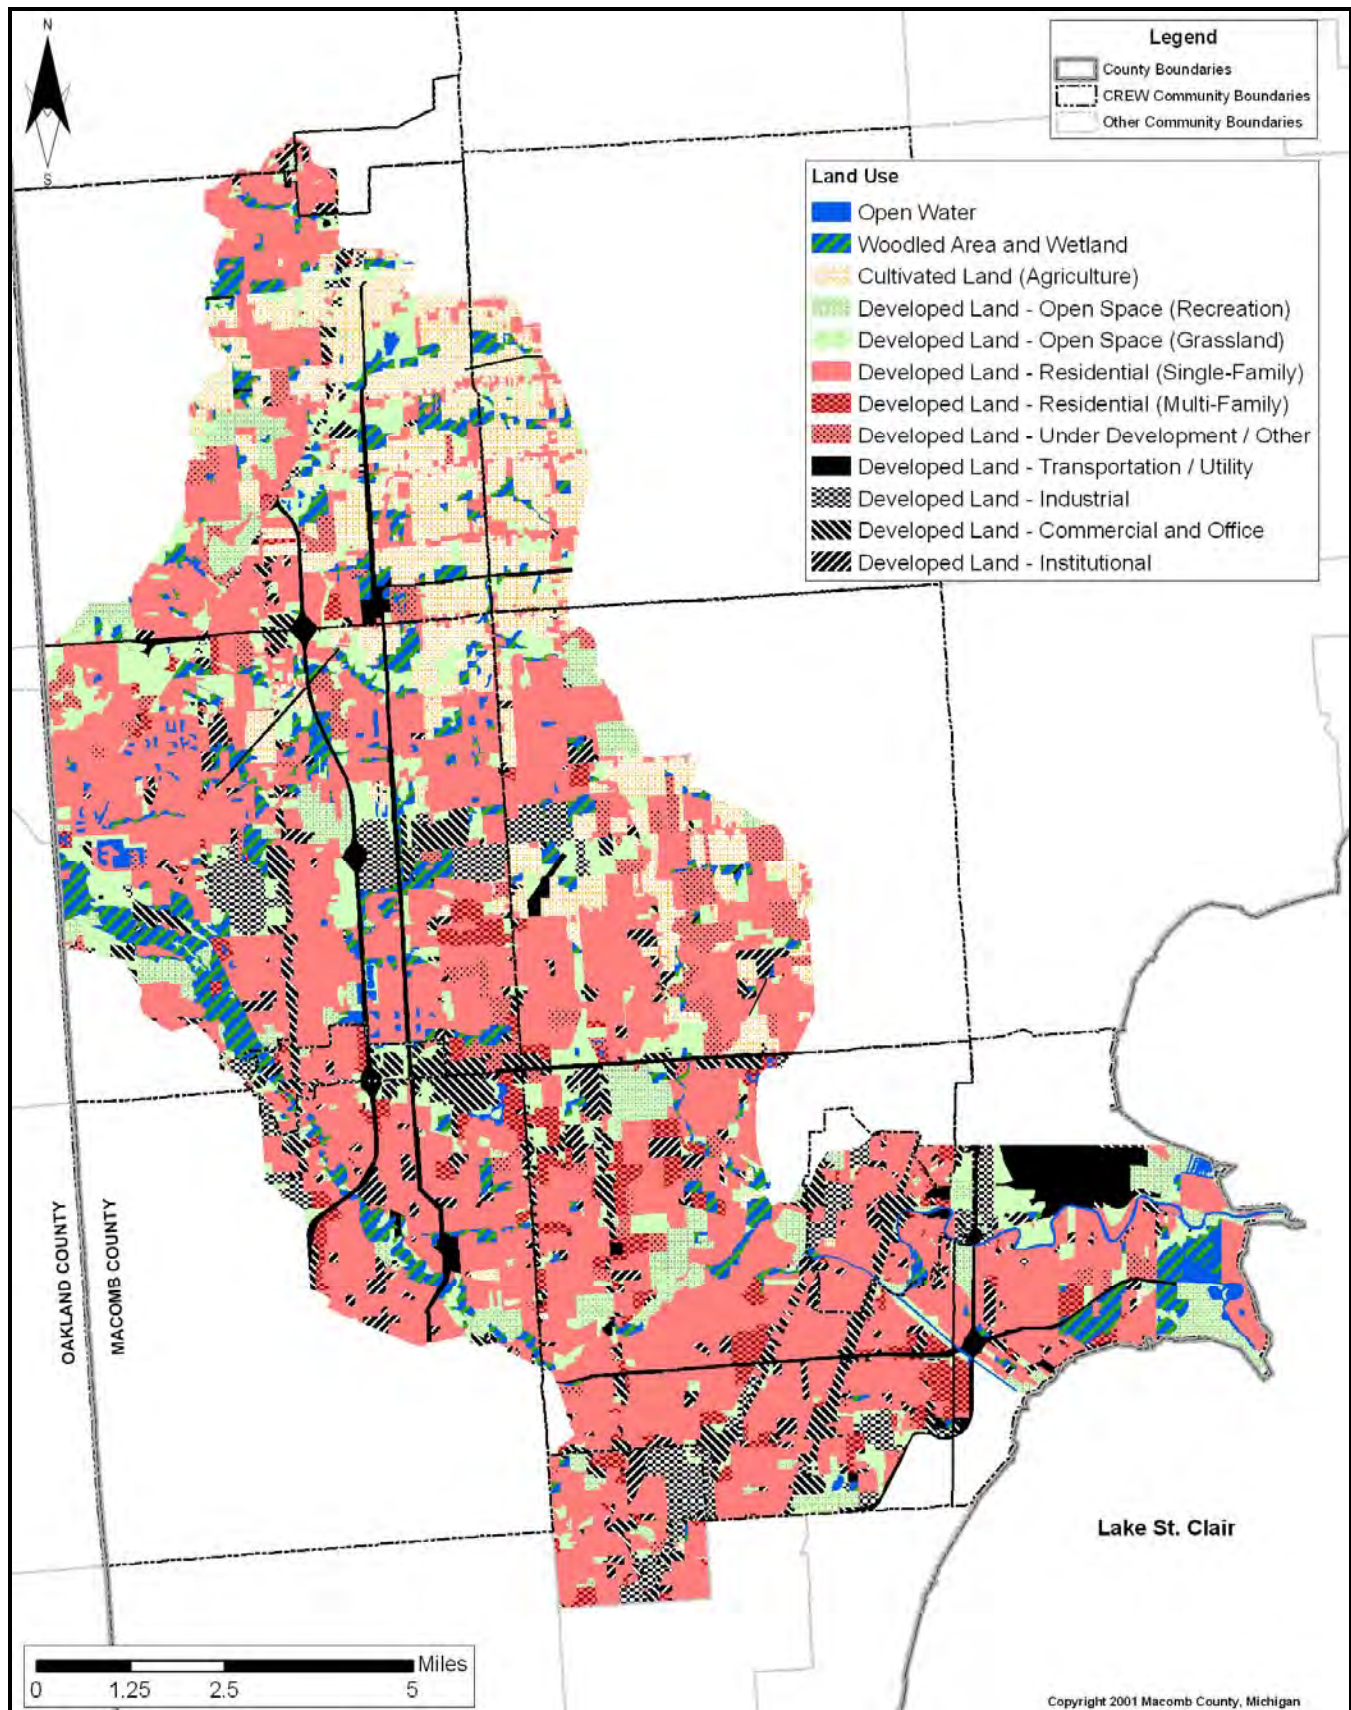 N
S
Legend
County Boundaries
CREW Community Boundaries
Other Community Boundaries
Land Use
Open Water
Woodled Area and Wetland
Cultivated Land (Agriculture)
Developed Land - Open Space (Recreation)
Developed Land - Open Space (Grassland)
Developed Land - Residential (Single-Family)
Developed Land - Residential (Multi-Family)
Developed Land - Under Development / Other
Developed Land - Transportation / Utility
Developed Land - Industrial
Developed Land - Commercial and Office
Developed Land - Institutional
OAKLAND COUNTY
MACOMB COUNTY
Lake St. Clair
Miles
0 1.25 2.5 5
Copyright 2001 Macomb County, Michigan